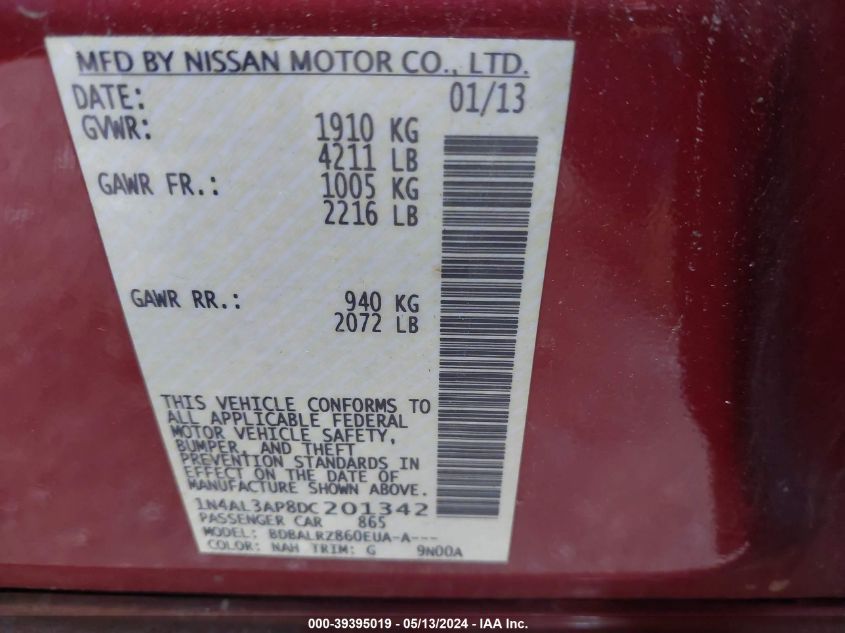 MFD BY NISSAN MOTOR CO., LTD.
DATE: 01/13
GVWR: 1910 KG
4211 LB
GAWR FR.: 1005 KG
2216 LB
GAWR RR.: 940 KG
2072 LB
THIS VEHICLE CONFORMS TO
ALL APPLICABLE FEDERAL
MOTOR VEHICLE SAFETY,
BUMPER, AND THEFT
PREVENTION STANDARDS IN
EFFECT ON THE DATE OF
MANUFACTURE SHOWN ABOVE.
1N4AL3AP8DC201342
PASSENGER CAR 865
MODEL: BDBALRZ860EUA-A---
COLOR: NAH TRIM: G 9N00A
000-39395019 - 05/13/2024 - IAA Inc.